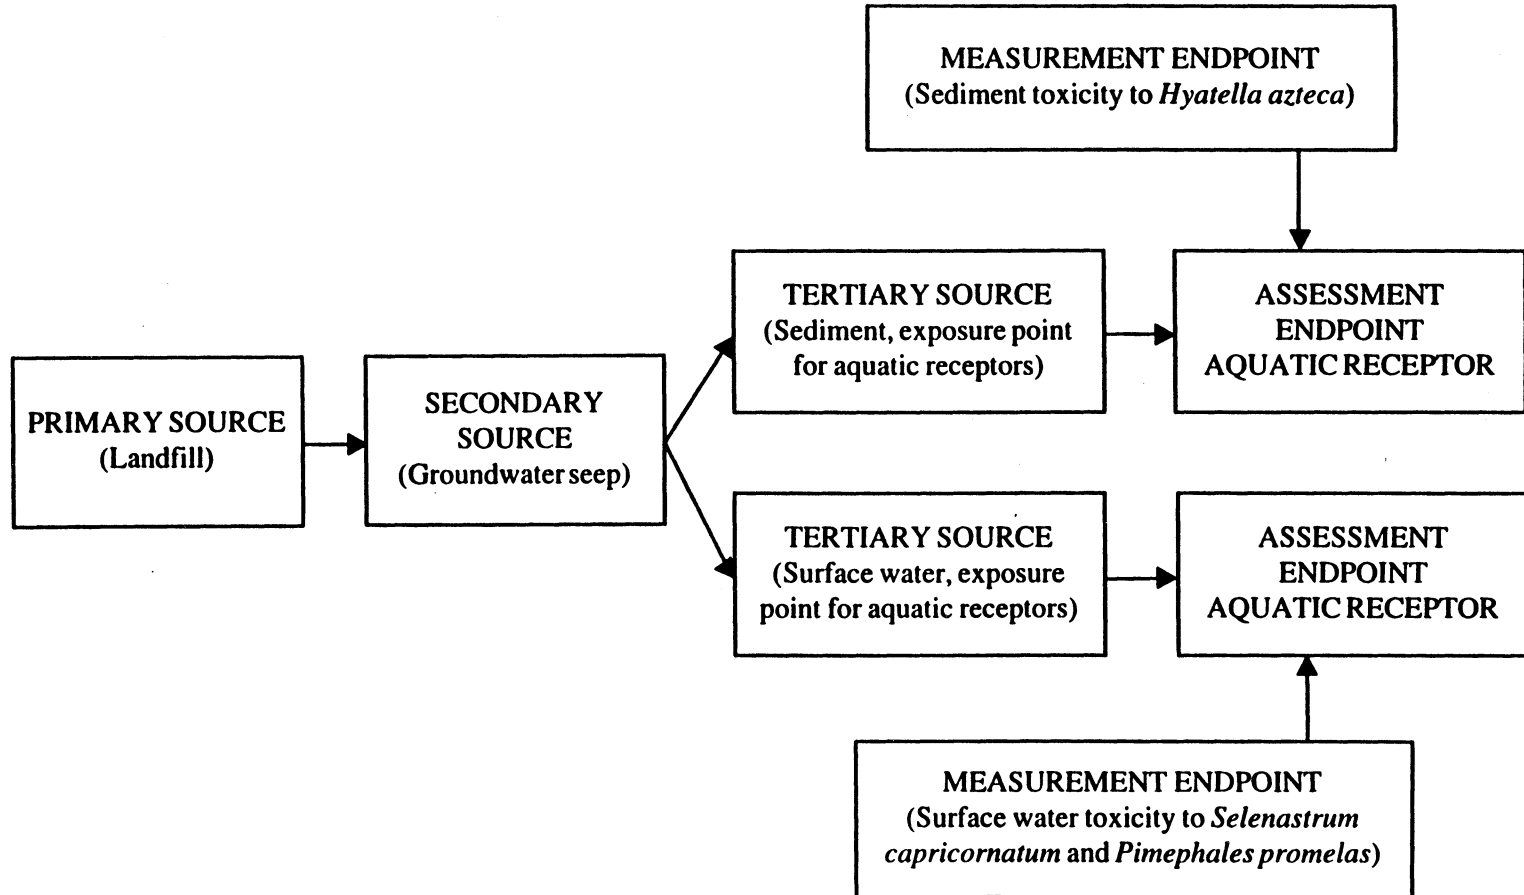 MEASUREMENT ENDPOINT
(Sediment toxicity to Hyatella azteca)
TERTIARY SOURCE
(Sediment, exposure point
for aquatic receptors)
ASSESSMENT
ENDPOINT
AQUATIC RECEPTOR
PRIMARY SOURCE
(Landfill)
SECONDARY
SOURCE
(Groundwater seep)
TERTIARY SOURCE
(Surface water, exposure
point for aquatic receptors)
ASSESSMENT
ENDPOINT
AQUATIC RECEPTOR
MEASUREMENT ENDPOINT
(Surface water toxicity to Selenastrum
capricornatum and Pimephales promelas)